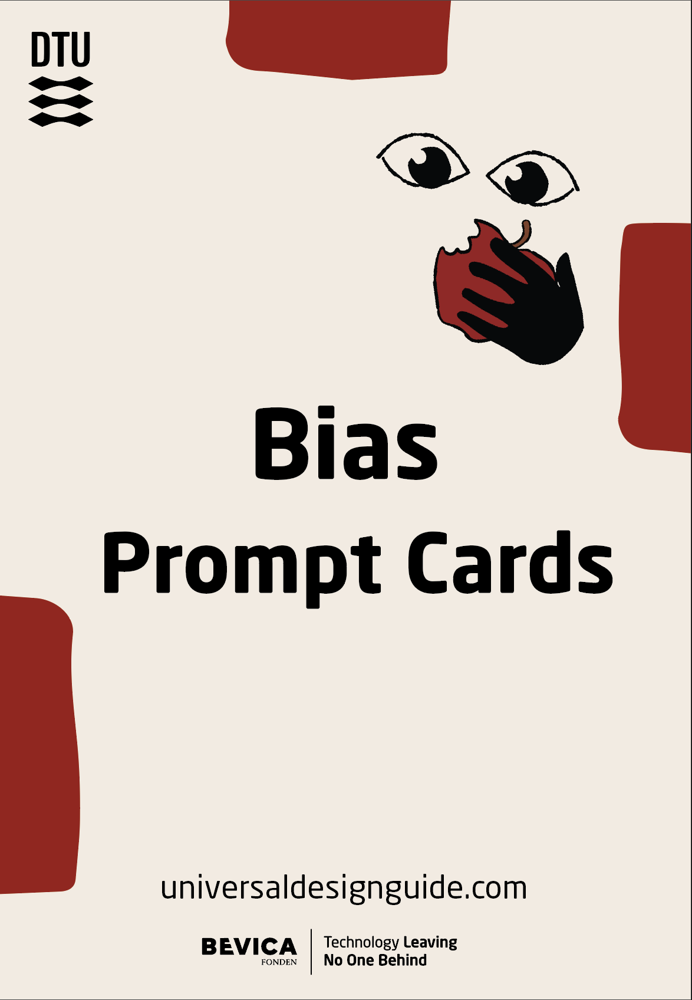 DTU
Bias
Prompt Cards
universaldesignguide.com
BEVICA
FONDEN
Technology Leaving
No One Behind